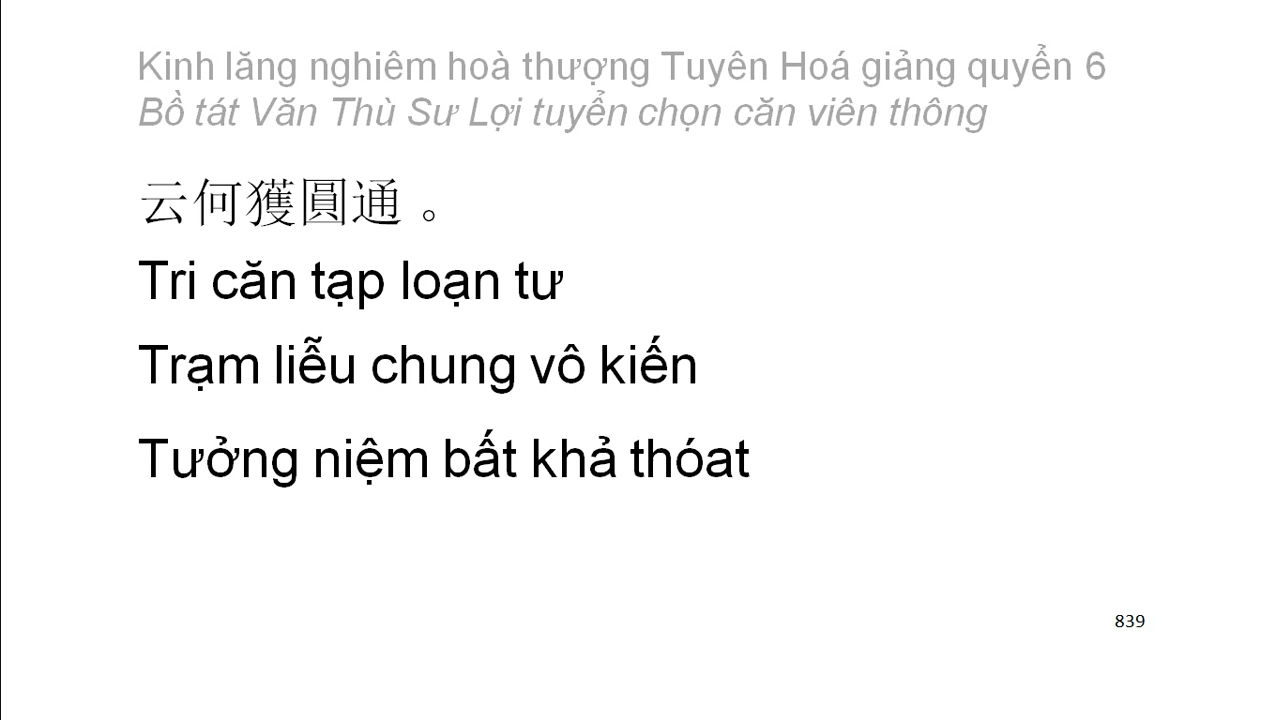 Kinh lăng nghiêm hoà thượng Tuyên Hoá giảng quyển 6
Bồ tát Văn Thù Sư Lợi tuyển chọn căn viên thông
云何獲圓通。
Tri căn tạp loạn tư
Trạm liễu chung vô kiến
Tưởng niệm bất khả thóat
839